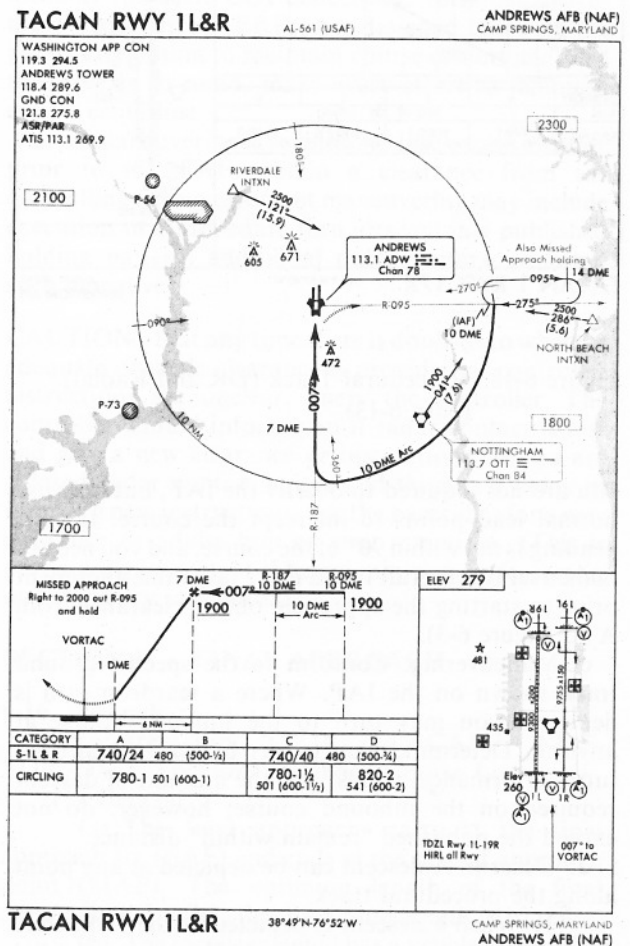 TACAN RWY 1L&R
AL-561 (USAF)
ANDREWS AFB (NAF)
CAMP SPRINGS, MARYLAND
WASHINGTON APP CON
119.3 294.5
ANDREWS TOWER
118.4 289.6
GND CON
121.8 275.8
ASR/PAR
ATIS 113.1 269.9
2300
2100
P-56
180°
RIVERDALE
INTXN
2500
121
(15.9)
605
671
ANDREWS
113.1 ADW
Chan 78
Also Missed
Approach holding
14 DME
095°
270°
275°
R-095
090°
(IAF)
10 DME
2500
286°
(5.6)
NORTH BEACH
INTXN
472
007°
1900
041°
(7.6)
P-73
10 NM
7 DME
360°
10 DME Arc
1800
NOTTINGHAM
113.7 OTT
Chan 84
R-187
1700
MISSED APPROACH
Right to 2000 out R-095
and hold
VORTAC
1 DME
7 DME
007°
R-187
10 DME
R-095
10 DME
1900
10 DME
Arc
1900
6 NM
ELEV 279
CATEGORY A B C D
S-1L & R 740/24 480 (500-½) 740/40 480 (500-¾)
CIRCLING 780-1 501 (600-1) 780-1½ 501 (600-1½) 820-2 541 (600-2)
19R
19L
A1
A1
V
V
481
435
Elev
260
1L
1R
V
V
A1
A1
TDZL Rwy 1L-19R
HIRL all Rwy
007° to
VORTAC
TACAN RWY 1L&R
38°49'N-76°52'W
CAMP SPRINGS, MARYLAND
ANDREWS AFB (NAF)